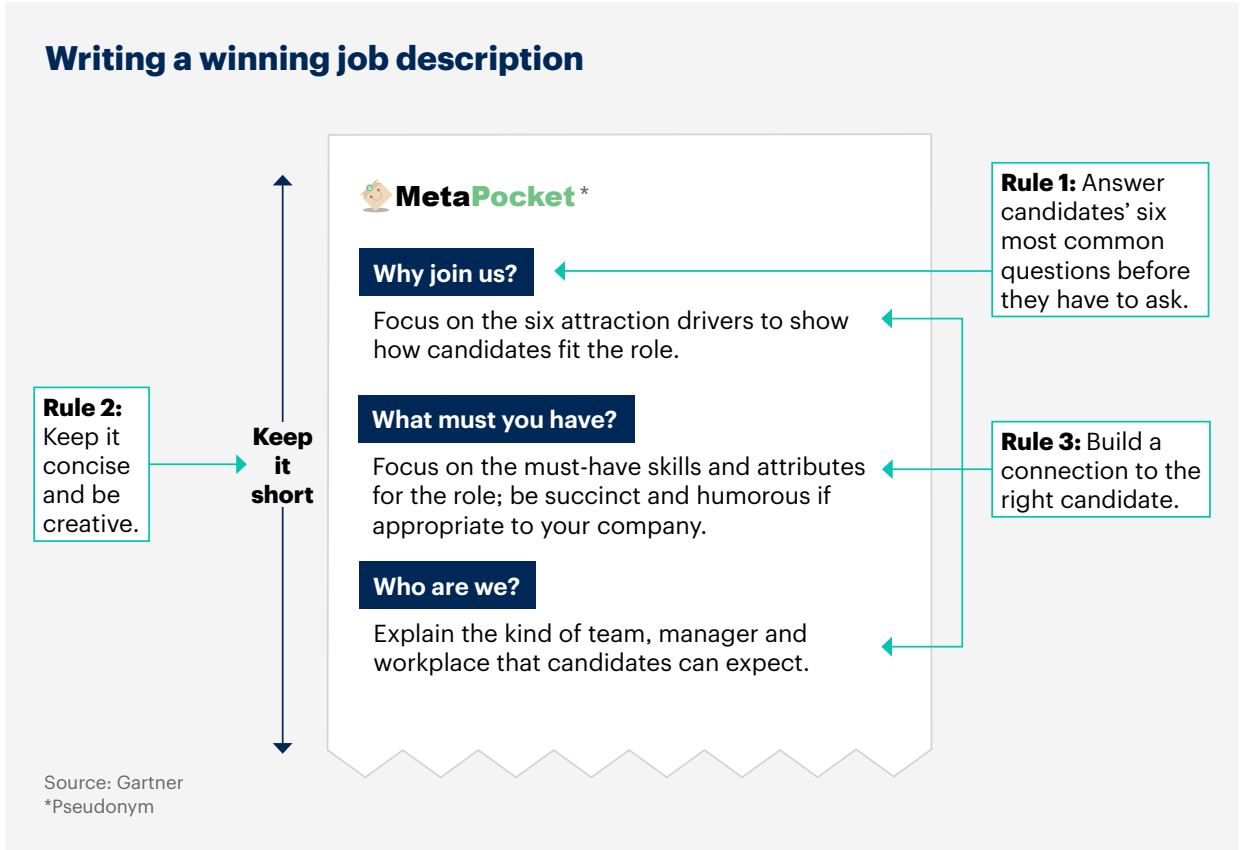 Writing a winning job description
MetaPocket*
Why join us?
Focus on the six attraction drivers to show
how candidates fit the role.
What must you have?
Focus on the must-have skills and attributes
for the role; be succinct and humorous if
appropriate to your company.
Who are we?
Explain the kind of team, manager and
workplace that candidates can expect.
Rule 1: Answer
candidates’ six
most common
questions before
they have to ask.
Rule 2:
Keep it
concise
and be
creative.
Keep
it
short
Rule 3: Build a
connection to the
right candidate.
Source: Gartner
*Pseudonym